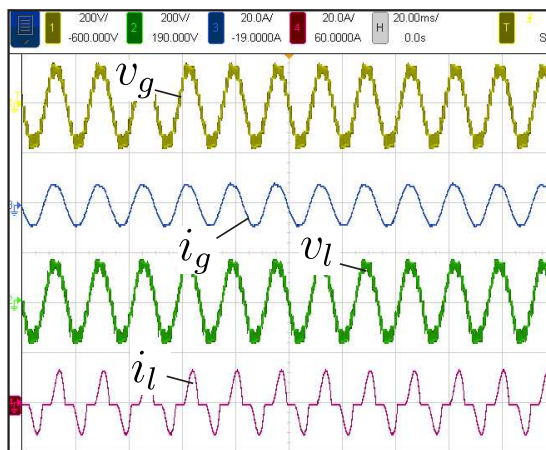 1 200V/ 2 200V/ 3 20.0A/ 4 20.0A/ H 20.00ms/ T
-600.000V 190.000V -19.0000A 60.0000A 0.0s S
v_g
i_g
v_l
i_l